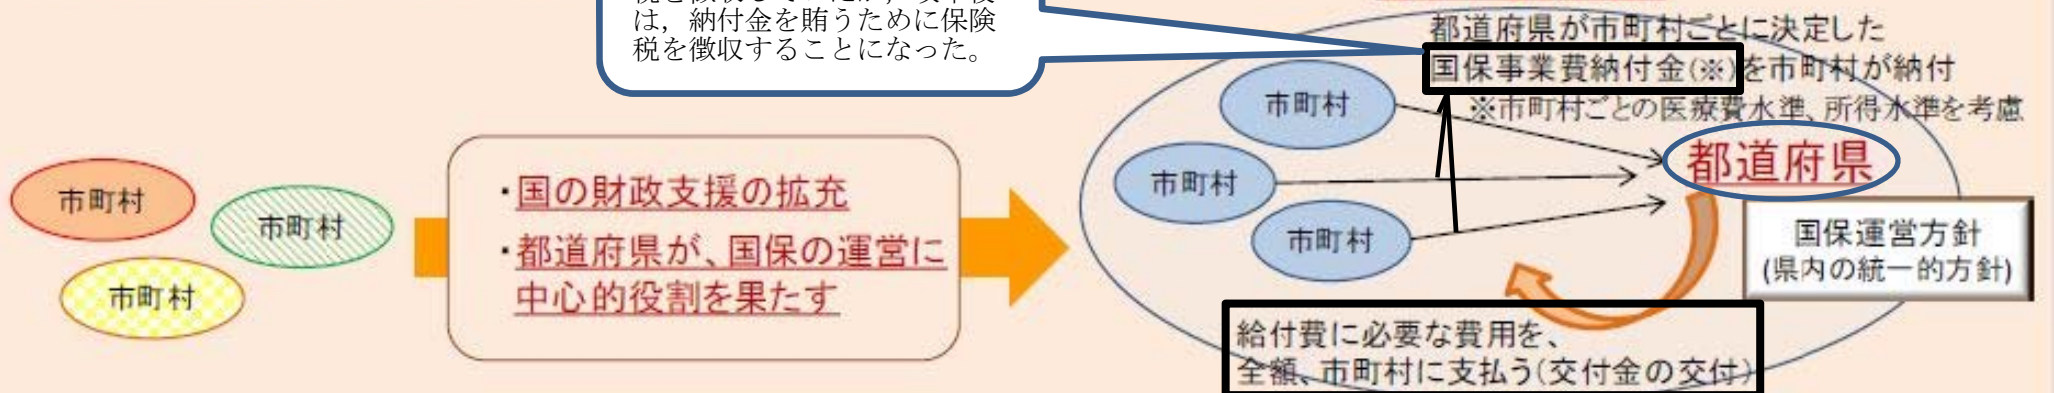 は，納付金を賄うために保険
税を徴収することになった。
都道府県が市町村ごとに決定した
国保事業費納付金(※)を市町村が納付
※市町村ごとの医療費水準、所得水準を考慮
市町村
市町村
市町村
都道府県
国保運営方針
(県内の統一的方針)
給付費に必要な費用を、
全額、市町村に支払う(交付金の交付)
市町村
市町村
市町村
・国の財政支援の拡充
・都道府県が、国保の運営に
中心的役割を果たす